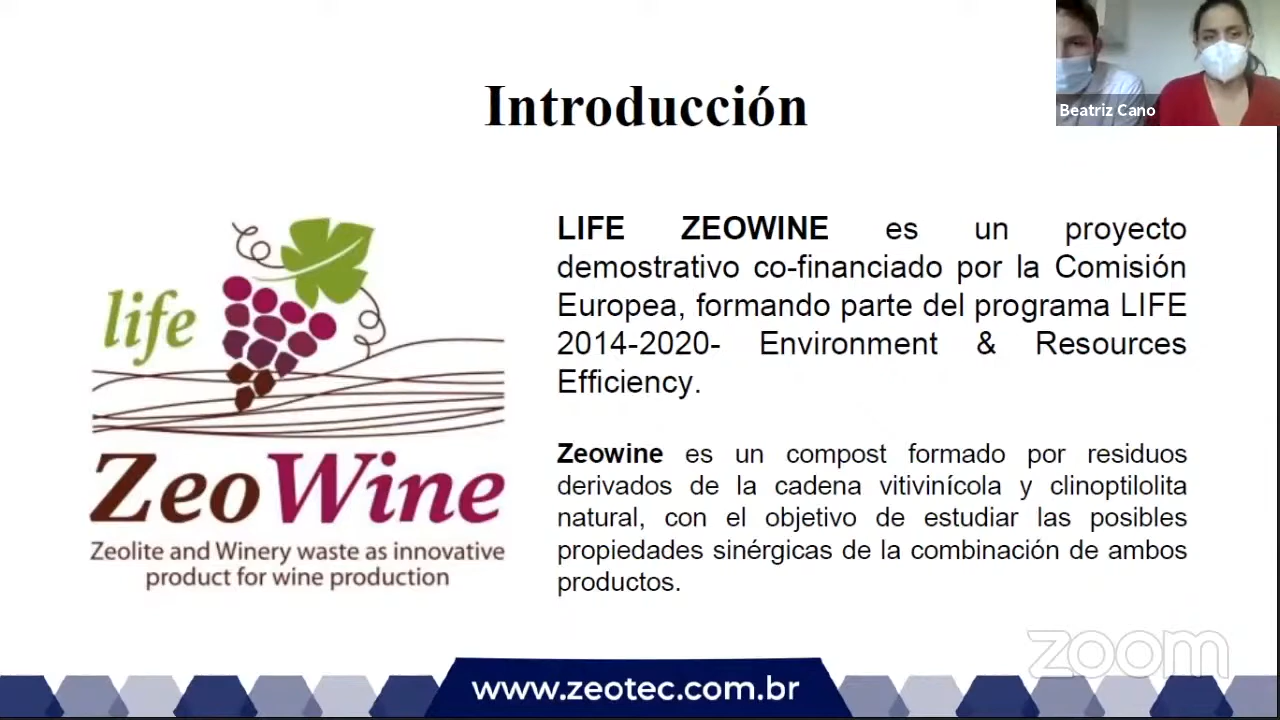 Introducción
Beatriz Cano
LIFE ZEOWINE es un proyecto
demostrativo co-financiado por la Comisión
Europea, formando parte del programa LIFE
2014-2020- Environment & Resources
Efficiency.
life
ZeoWine
Zeolite and Winery waste as innovative
product for wine production
Zeowine es un compost formado por residuos
derivados de la cadena vitivinícola y clinoptilolita
natural, con el objetivo de estudiar las posibles
propiedades sinérgicas de la combinación de ambos
productos.
zoom
www.zeotec.com.br